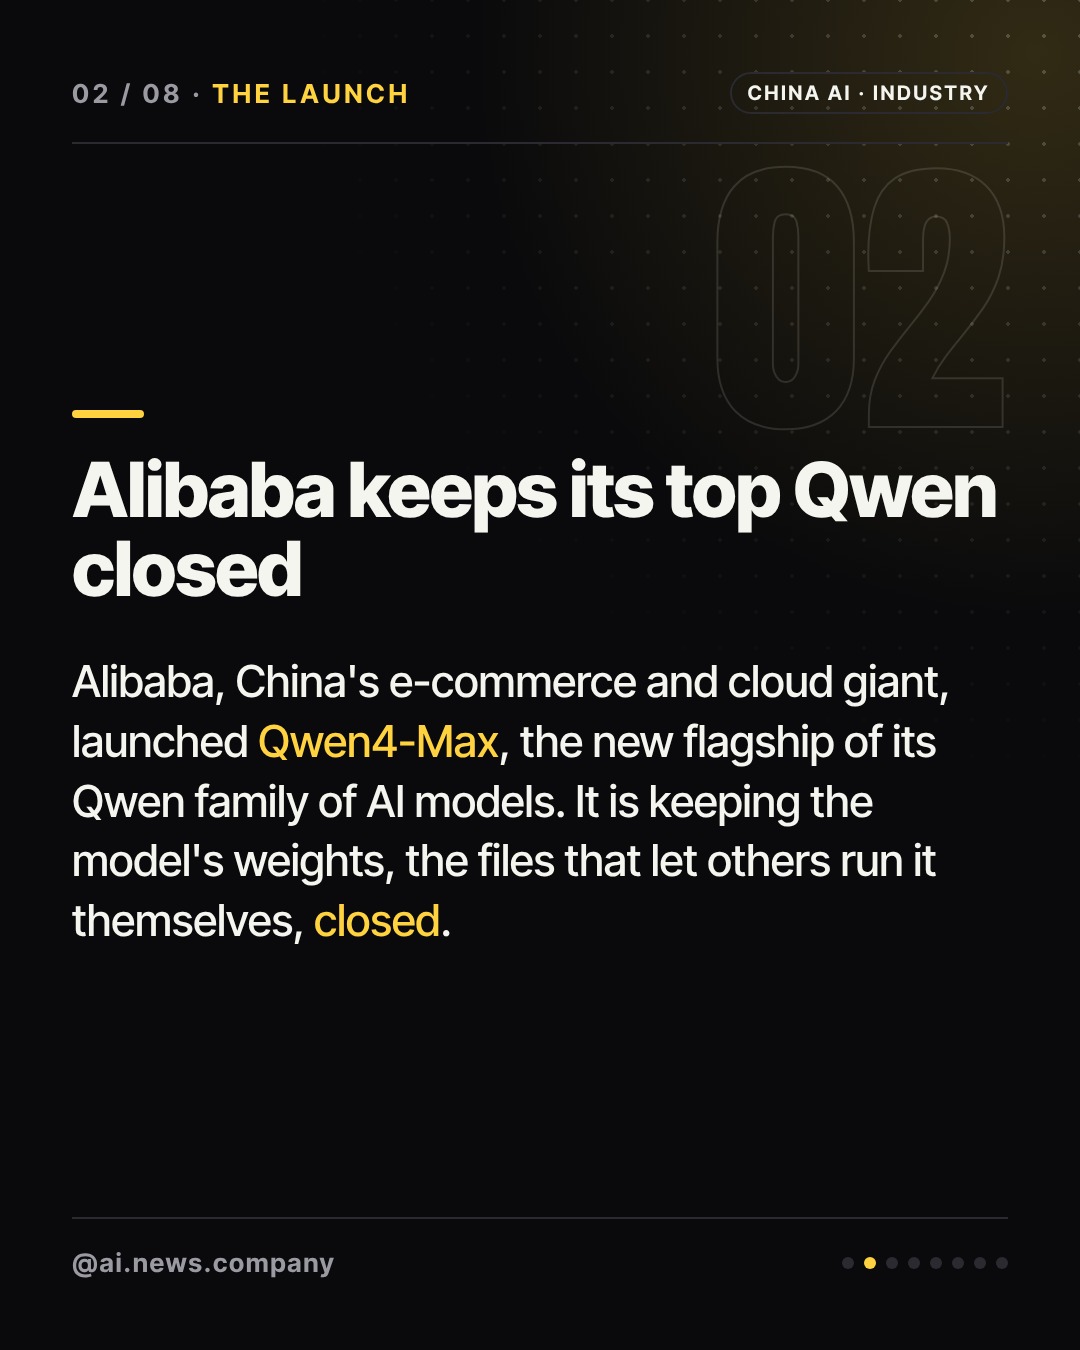 02 / 08 · THE LAUNCH
CHINA AI · INDUSTRY
02
Alibaba keeps its top Qwen
closed
Alibaba, China's e-commerce and cloud giant,
launched Qwen4-Max, the new flagship of its
Qwen family of AI models. It is keeping the
model's weights, the files that let others run it
themselves, closed.
@ai.news.company